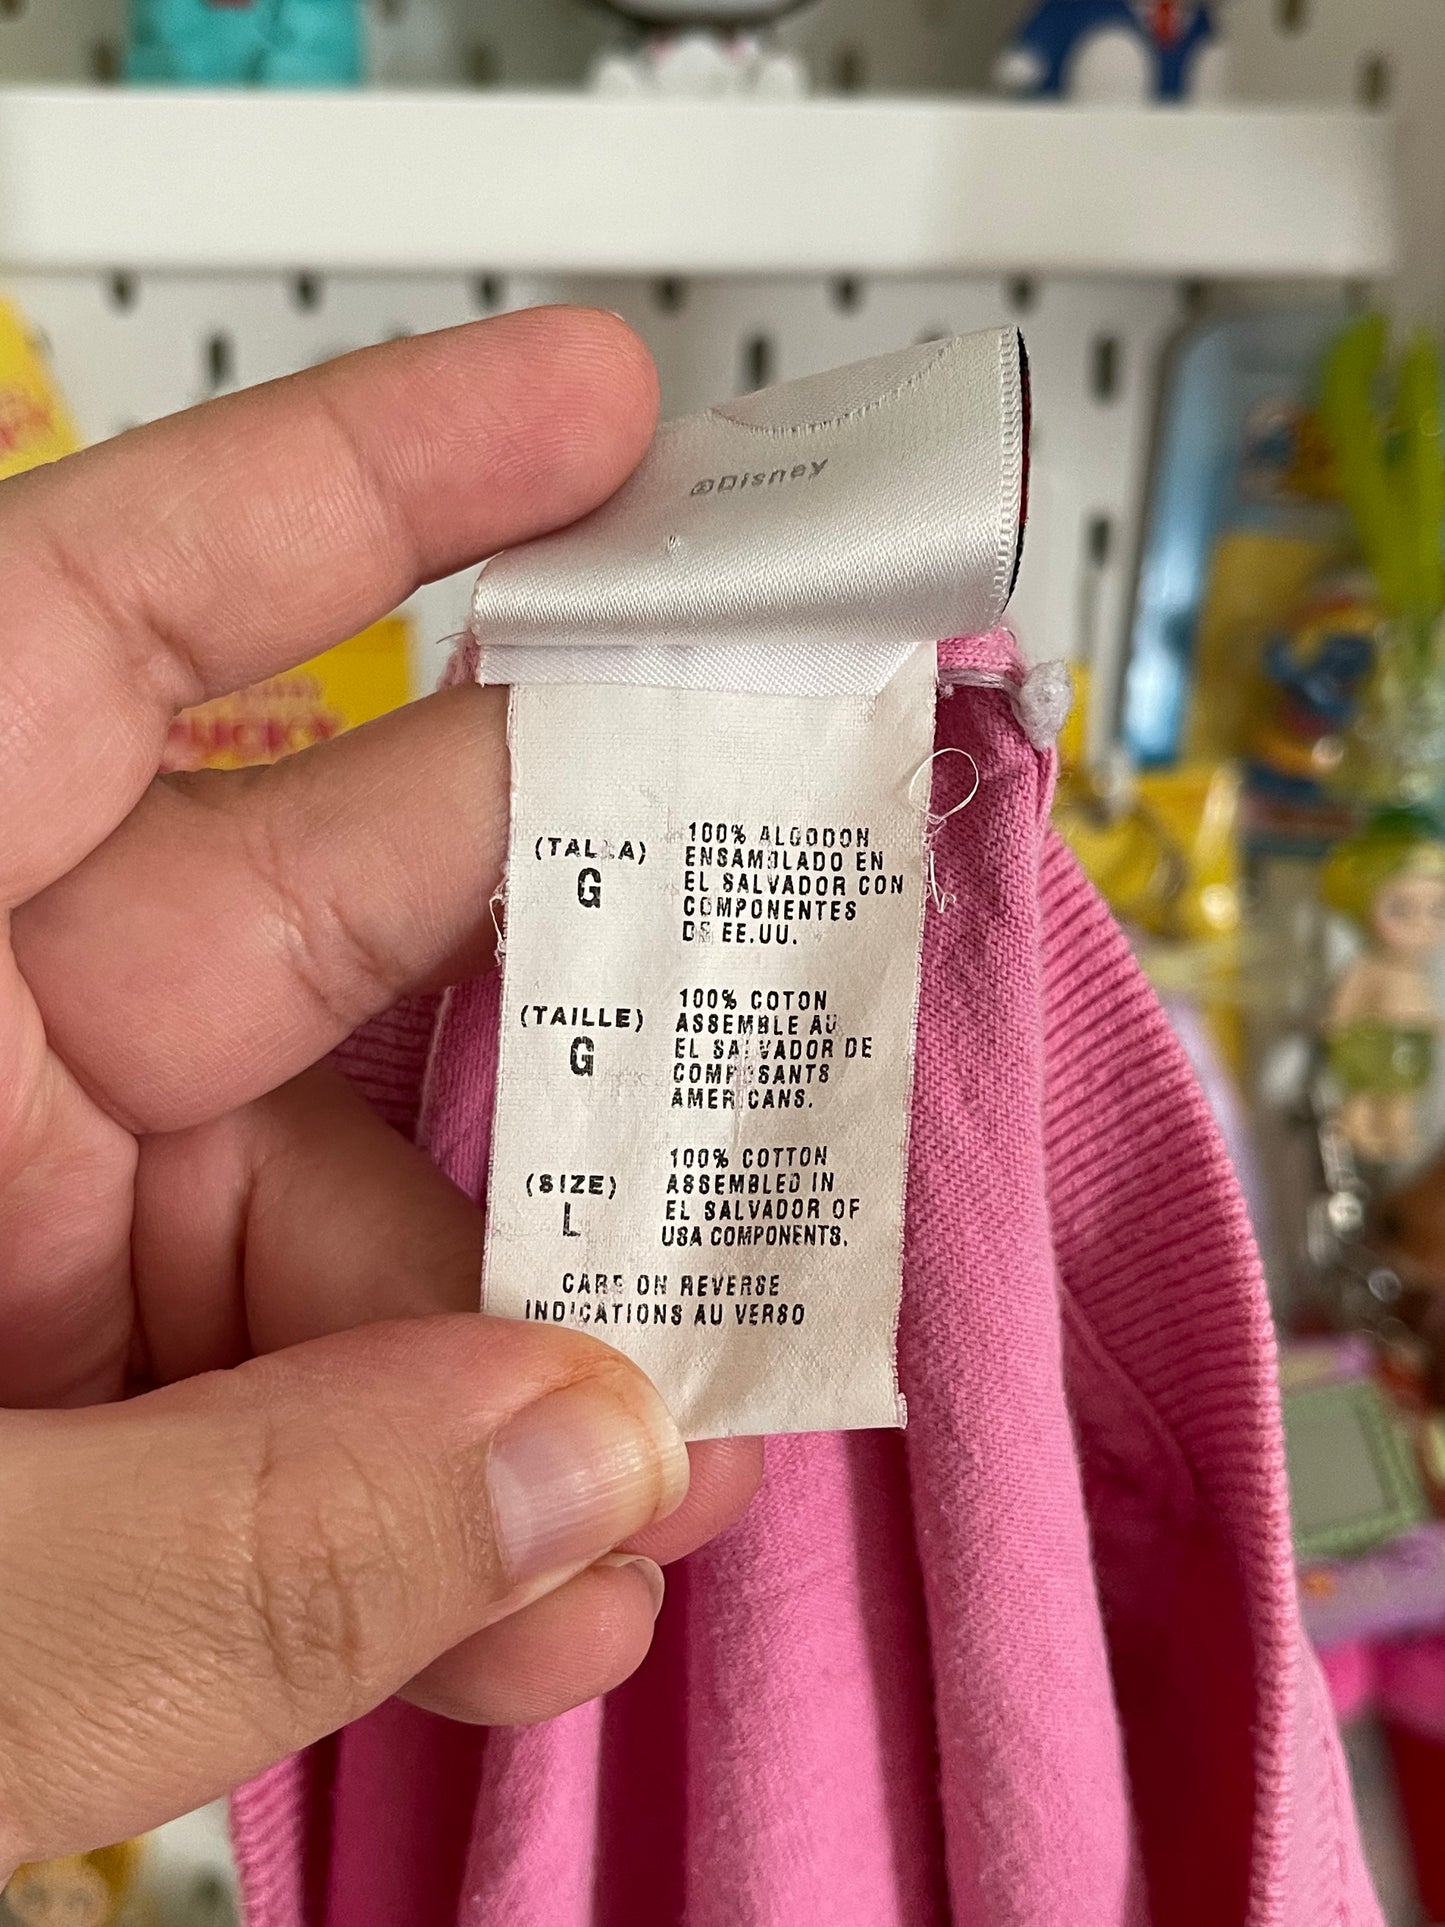 ©Disney
(TALLA)
G
100% ALGODON
ENSAMBLADO EN
EL SALVADOR CON
COMPONENTES
DE EE.UU.
(TAILLE)
G
100% COTON
ASSEMBLE AU
EL SALVADOR DE
COMPOSANTS
AMERICANS.
(SIZE)
L
100% COTTON
ASSEMBLED IN
EL SALVADOR OF
USA COMPONENTS.
CARE ON REVERSE
INDICATIONS AU VERSO